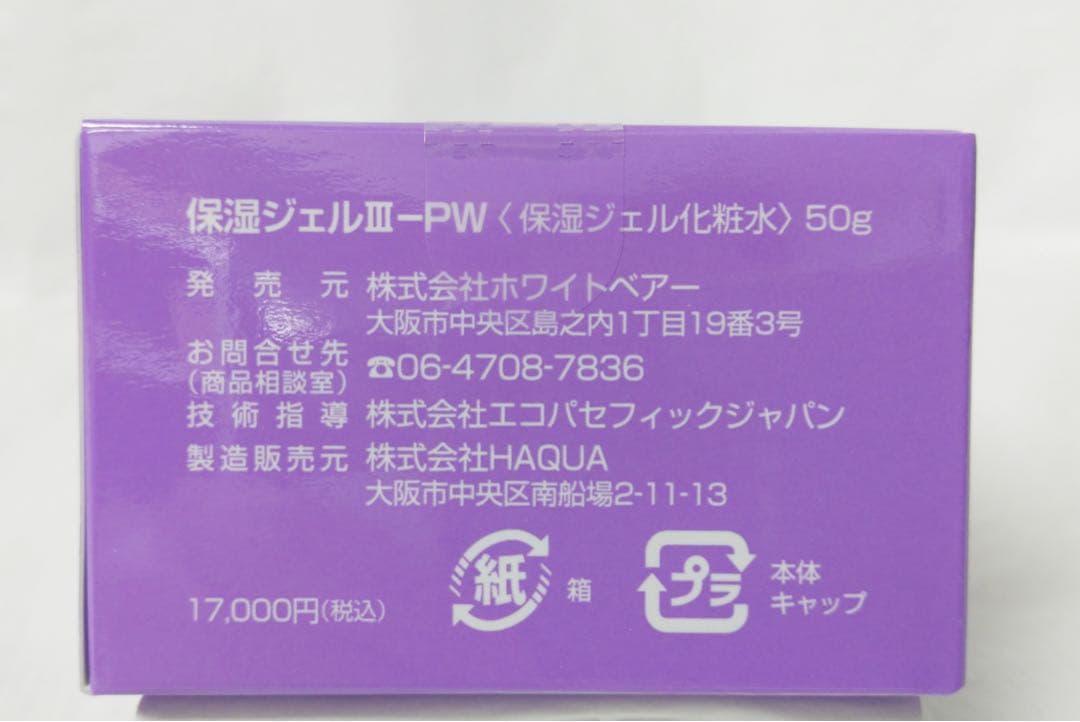 保湿ジェルⅢーPW〈保湿ジェル化粧水〉50g
発売元 株式会社ホワイトベアー
大阪市中央区島之内1丁目19番3号
お問合せ先
(商品相談室) ☎06-4708-7836
技術指導 株式会社エコパセフィックジャパン
製造販売元 株式会社HAQUA
大阪市中央区南船場2-11-13
17,000円(税込) 紙 箱 プラ 本体
キャップ